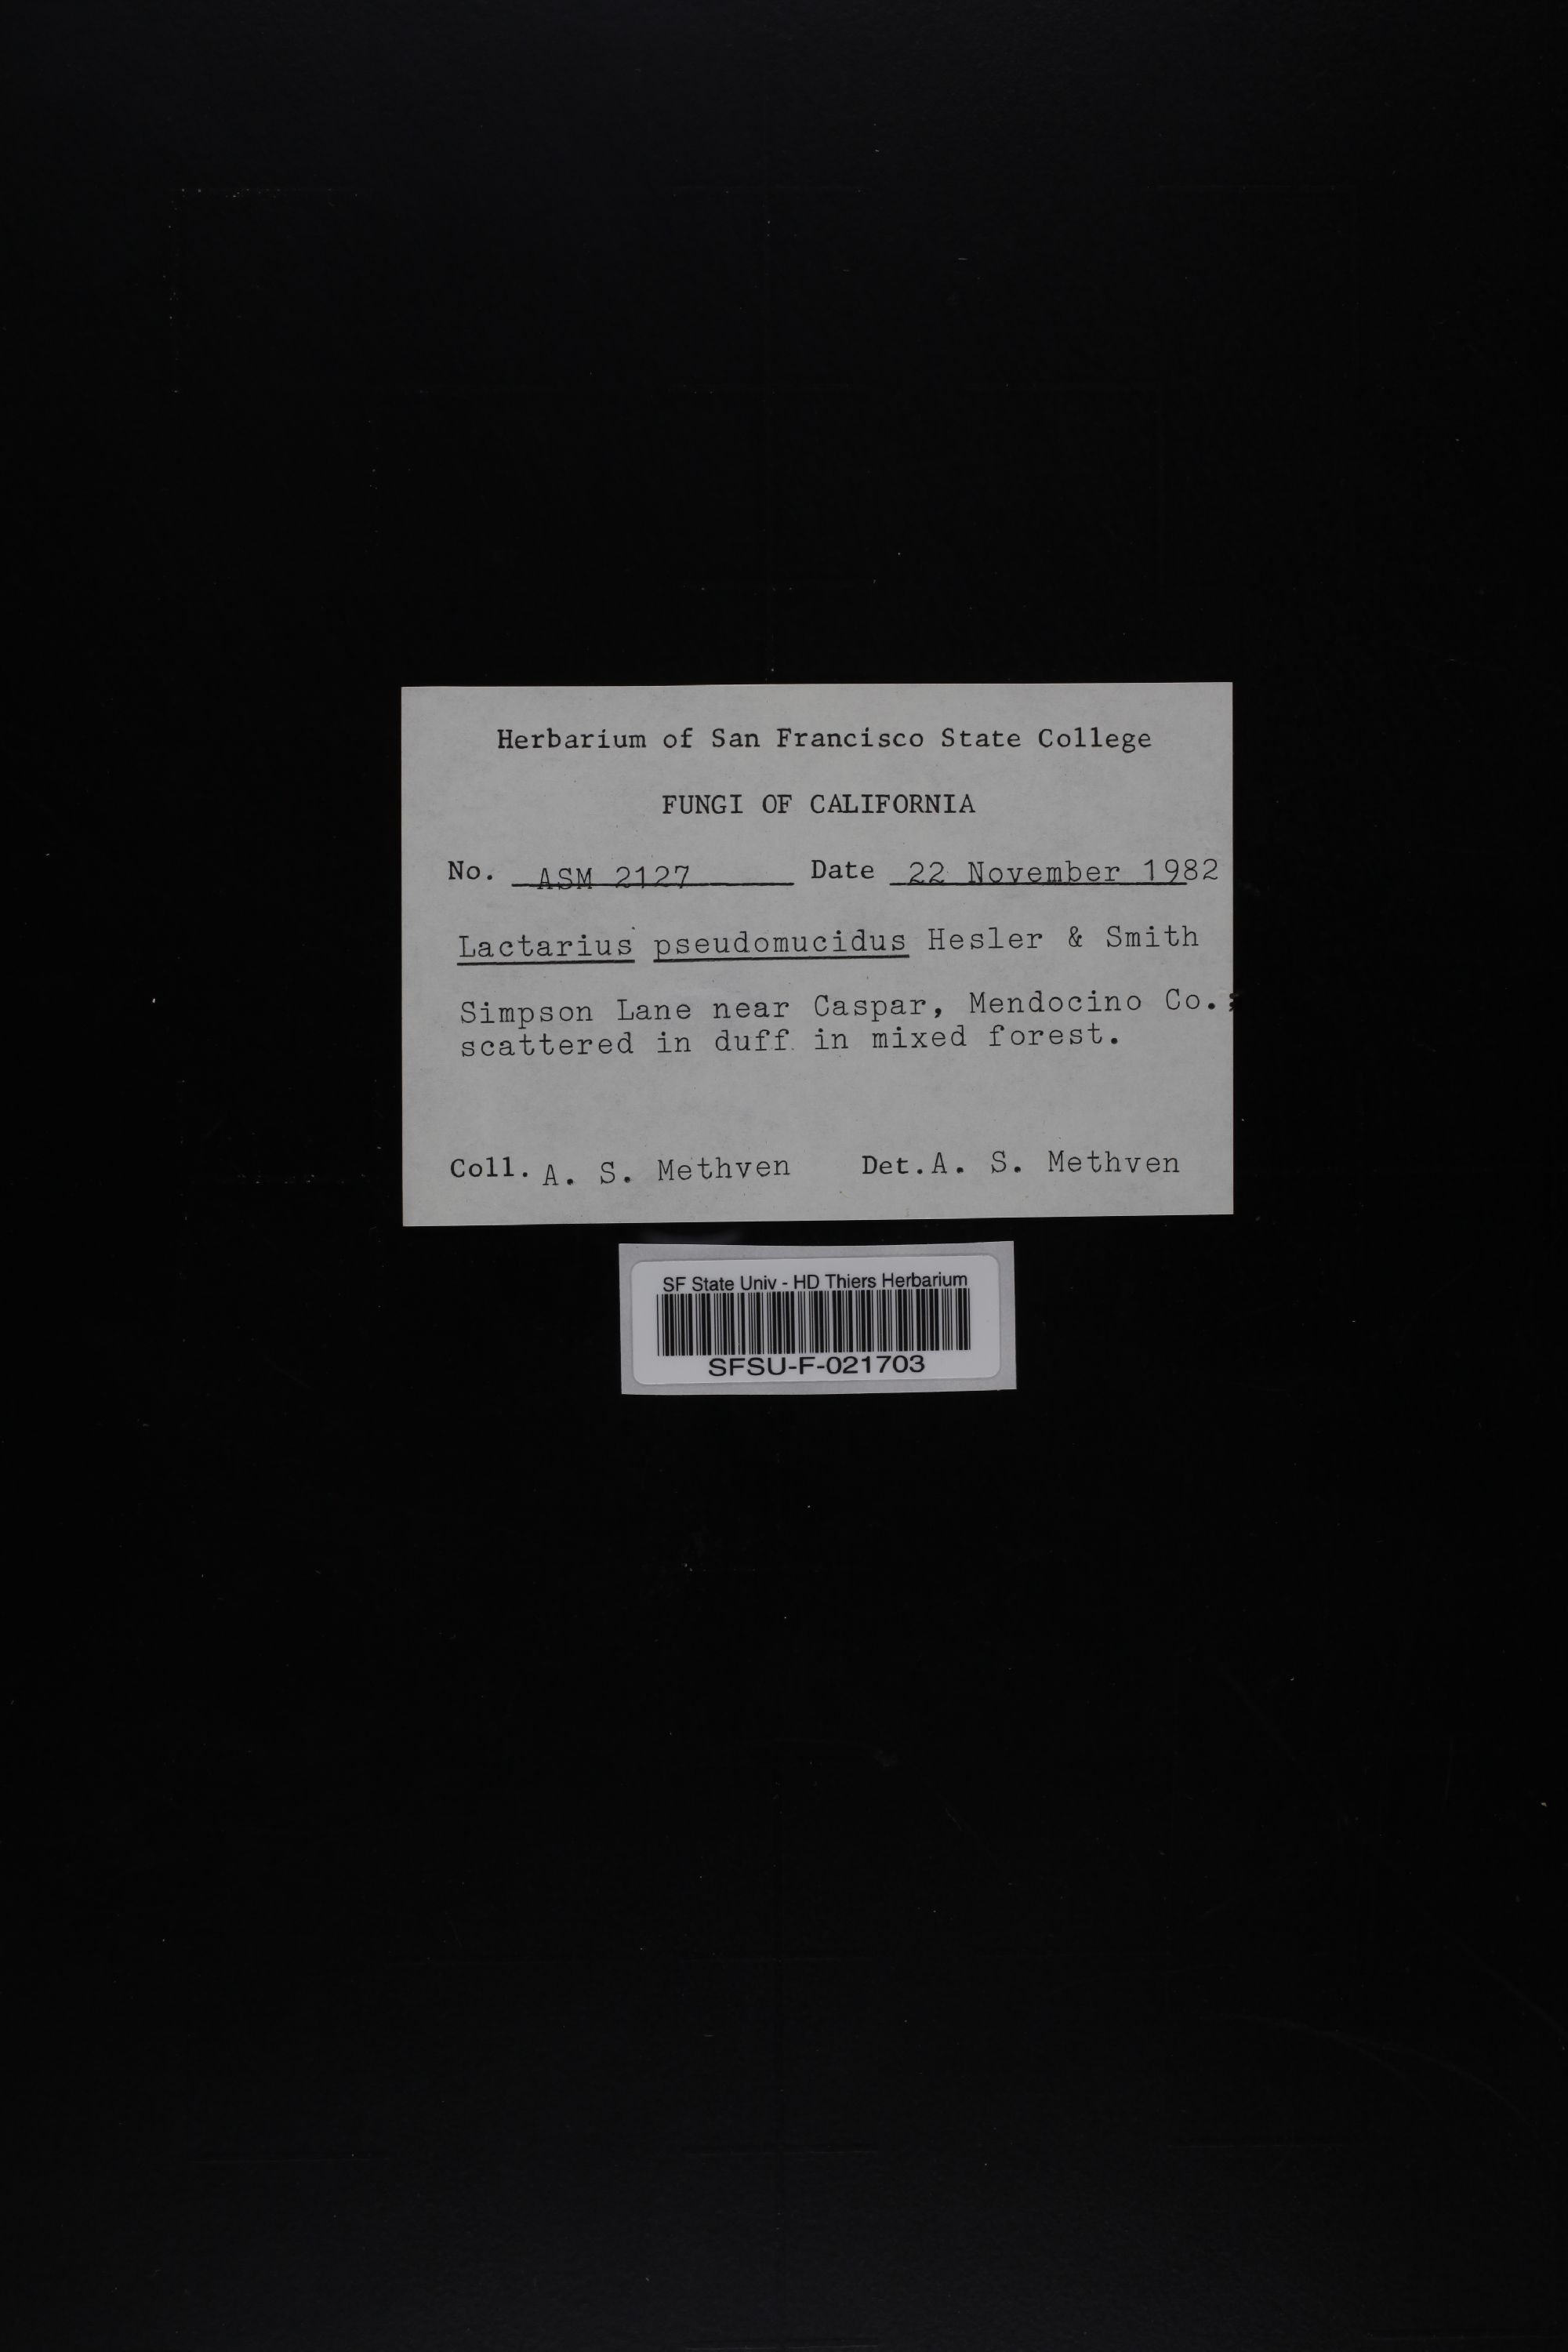 Herbarium of San Francisco State College
FUNGI OF CALIFORNIA
No. ASM 2127 Date 22 November 1982
Lactarius pseudomucidus Hesler & Smith
Simpson Lane near Caspar, Mendocino Co.;
scattered in duff in mixed forest.
Coll. A. S. Methven Det. A. S. Methven
SF State Univ - HD Thiers Herbarium
SFSU-F-021703